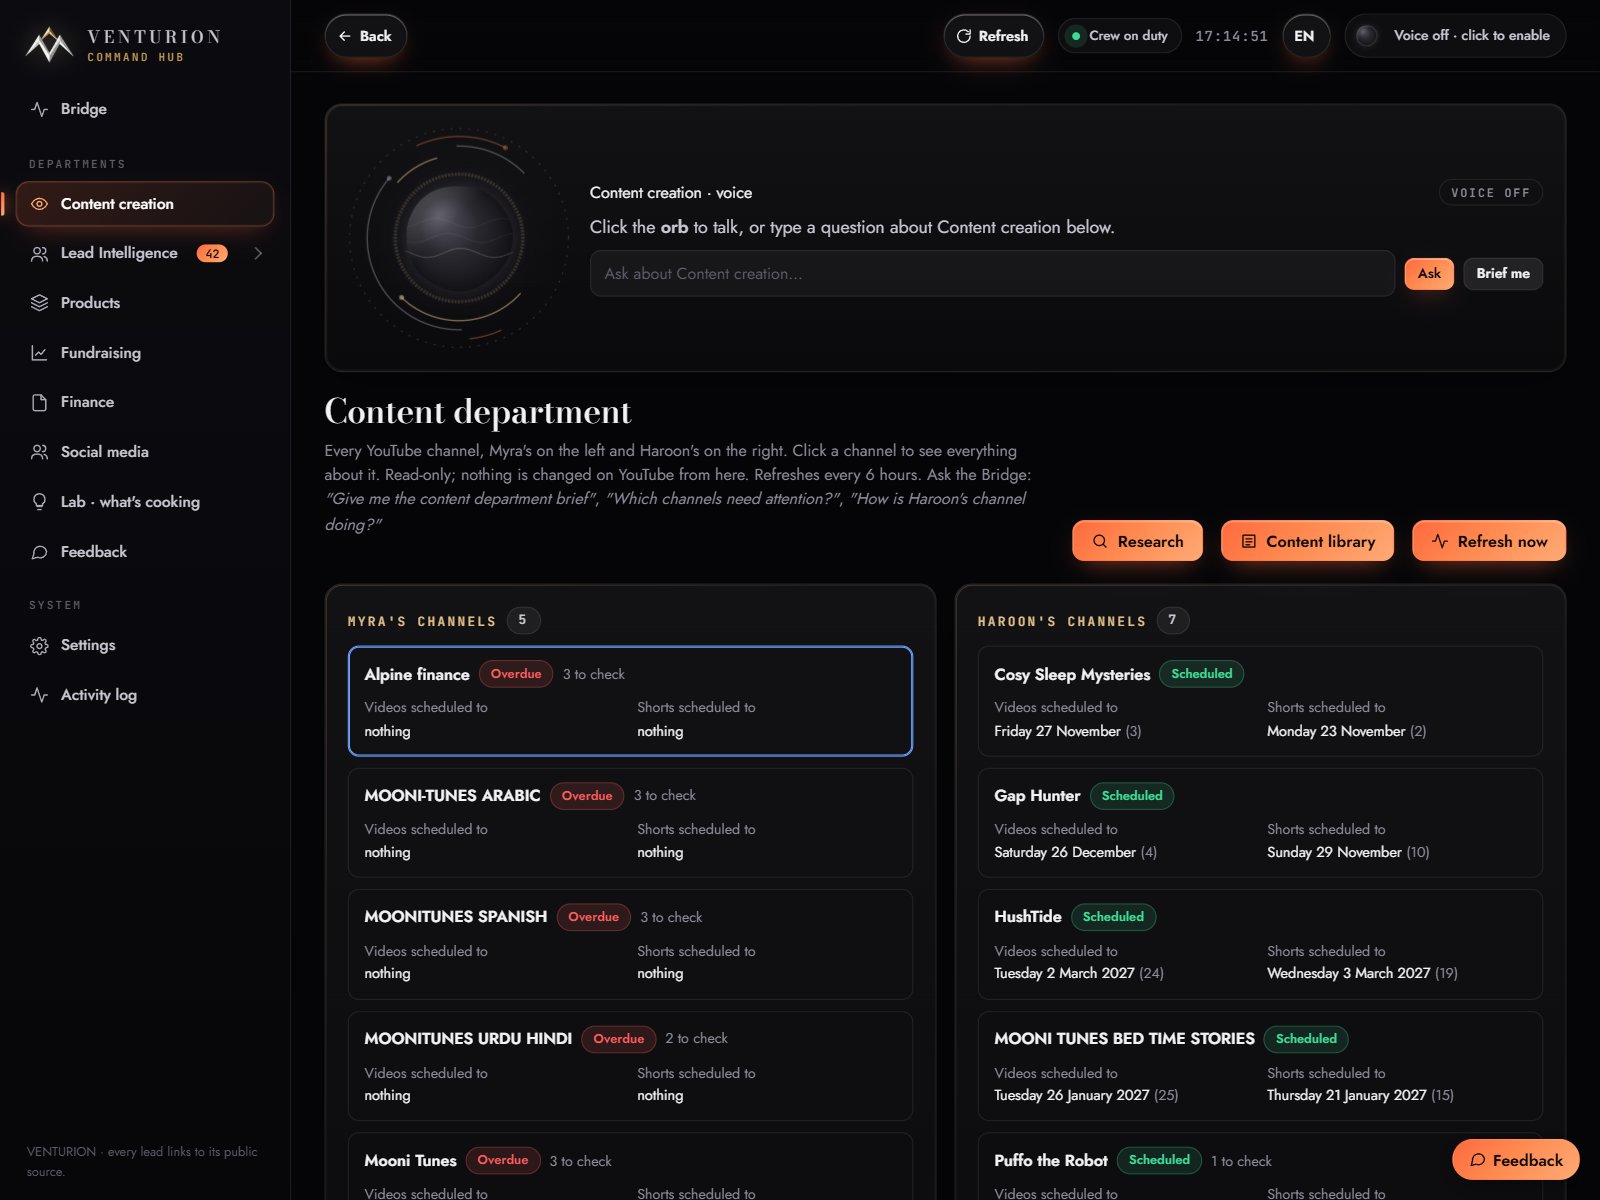 VENTURION
COMMAND HUB
Bridge
DEPARTMENTS
Content creation
Lead Intelligence 42
Products
Fundraising
Finance
Social media
Lab · what's cooking
Feedback
SYSTEM
Settings
Activity log
VENTURION · every lead links to its public
source.
Back
Refresh
Crew on duty
17:14:51
EN
Voice off · click to enable
Content creation · voice
VOICE OFF
Click the orb to talk, or type a question about Content creation below.
Ask about Content creation...
Ask
Brief me
Content department
Every YouTube channel, Myra's on the left and Haroon's on the right. Click a channel to see everything
about it. Read-only; nothing is changed on YouTube from here. Refreshes every 6 hours. Ask the Bridge:
"Give me the content department brief", "Which channels need attention?", "How is Haroon's channel
doing?"
Research
Content library
Refresh now
MYRA'S CHANNELS 5
Alpine finance Overdue 3 to check
Videos scheduled to Shorts scheduled to
nothing nothing
MOONI-TUNES ARABIC Overdue 3 to check
Videos scheduled to Shorts scheduled to
nothing nothing
MOONITUNES SPANISH Overdue 3 to check
Videos scheduled to Shorts scheduled to
nothing nothing
MOONITUNES URDU HINDI Overdue 2 to check
Videos scheduled to Shorts scheduled to
nothing nothing
Mooni Tunes Overdue 3 to check
Videos scheduled to Shorts scheduled to
HAROON'S CHANNELS 7
Cosy Sleep Mysteries Scheduled
Videos scheduled to Shorts scheduled to
Friday 27 November (3) Monday 23 November (2)
Gap Hunter Scheduled
Videos scheduled to Shorts scheduled to
Saturday 26 December (4) Sunday 29 November (10)
HushTide Scheduled
Videos scheduled to Shorts scheduled to
Tuesday 2 March 2027 (24) Wednesday 3 March 2027 (19)
MOONI TUNES BED TIME STORIES Scheduled
Videos scheduled to Shorts scheduled to
Tuesday 26 January 2027 (25) Thursday 21 January 2027 (15)
Puffo the Robot Scheduled 1 to check
Videos scheduled to Shorts scheduled to
Feedback